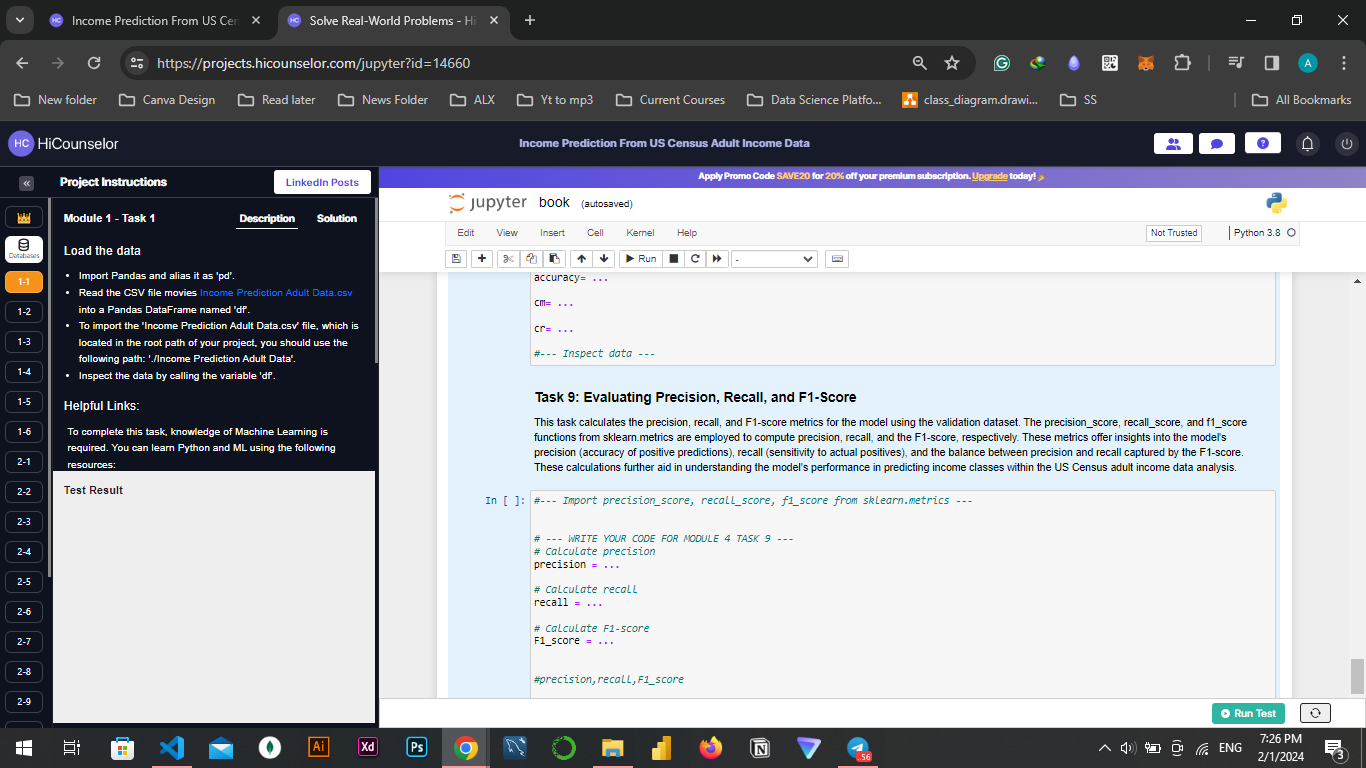 Income Prediction From US Cen
Solve Real-World Problems - Hi
https://projects.hicounselor.com/jupyter?id=14660
A
New folder
Canva Design
Read later
News Folder
ALX
Yt to mp3
Current Courses
Data Science Platfo...
class_diagram.drawi...
SS
All Bookmarks
HC HiCounselor
Income Prediction From US Census Adult Income Data
Project Instructions
LinkedIn Posts
Apply Promo Code SAVE20 for 20% off your premium subscription. Upgrade today!
Databases
1-1
1-2
1-3
1-4
1-5
1-6
2-1
2-2
2-3
2-4
2-5
2-6
2-7
2-8
2-9
Module 1 - Task 1
Description
Solution
Load the data
• Import Pandas and alias it as 'pd'.
• Read the CSV file movies Income Prediction Adult Data.csv
into a Pandas DataFrame named 'df'.
• To import the 'Income Prediction Adult Data.csv' file, which is
located in the root path of your project, you should use the
following path: './Income Prediction Adult Data'.
• Inspect the data by calling the variable 'df'.
Helpful Links:
To complete this task, knowledge of Machine Learning is
required. You can learn Python and ML using the following
resources:
Test Result
jupyter book (autosaved)
Edit View Insert Cell Kernel Help
Not Trusted
Python 3.8
Run
-
accuracy= ...
cm= ...
cr= ...
#--- Inspect data ---
Task 9: Evaluating Precision, Recall, and F1-Score
This task calculates the precision, recall, and F1-score metrics for the model using the validation dataset. The precision_score, recall_score, and f1_score
functions from sklearn.metrics are employed to compute precision, recall, and the F1-score, respectively. These metrics offer insights into the model's
precision (accuracy of positive predictions), recall (sensitivity to actual positives), and the balance between precision and recall captured by the F1-score.
These calculations further aid in understanding the model's performance in predicting income classes within the US Census adult income data analysis.
In [ ]: #--- Import precision_score, recall_score, f1_score from sklearn.metrics ---
# --- WRITE YOUR CODE FOR MODULE 4 TASK 9 ---
# Calculate precision
precision = ...
# Calculate recall
recall = ...
# Calculate F1-score
F1_score = ...
#precision,recall,F1_score
Run Test
Ai
Xd
Ps
.56
ENG
7:26 PM
2/1/2024
3